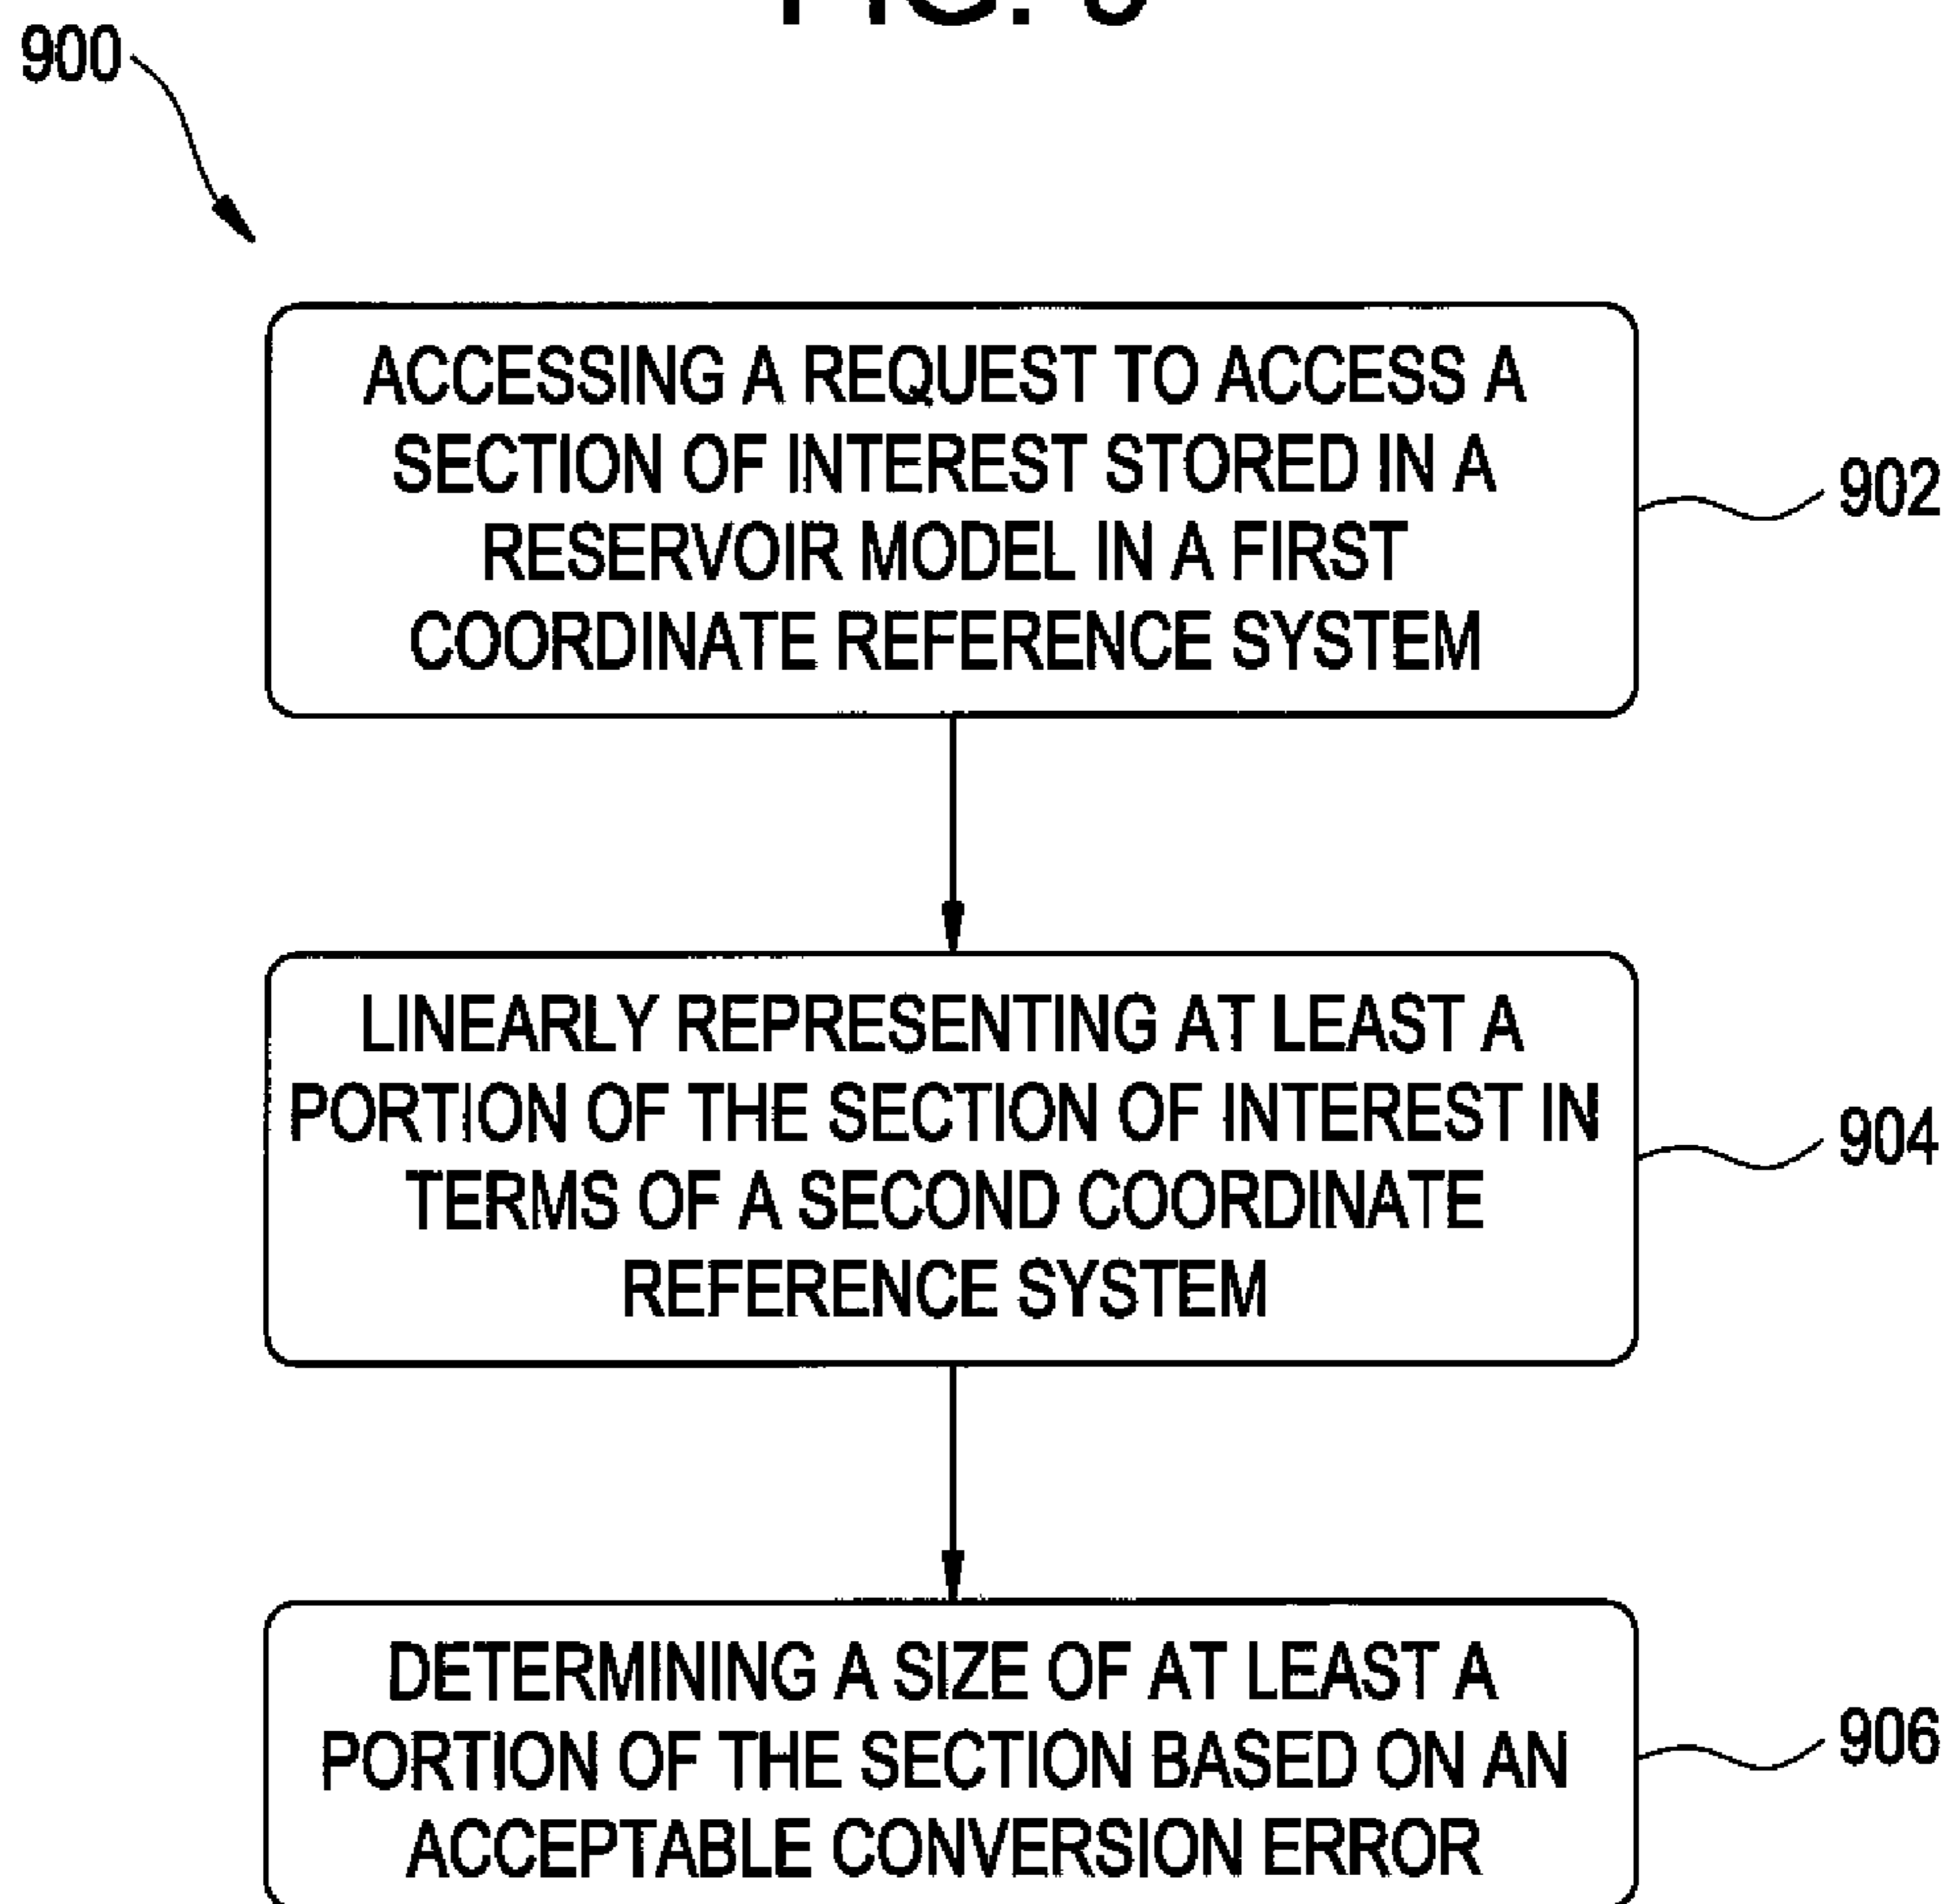 FIG.
900
ACCESSING A REQUEST TO ACCESS A
SECTION OF INTEREST STORED IN A
RESERVOIR MODEL IN A FIRST
COORDINATE REFERENCE SYSTEM
902
LINEARLY REPRESENTING AT LEAST A
PORTION OF THE SECTION OF INTEREST IN
TERMS OF A SECOND COORDINATE
REFERENCE SYSTEM
904
DETERMINING A SIZE OF AT LEAST A
PORTION OF THE SECTION BASED ON AN
ACCEPTABLE CONVERSION ERROR
906